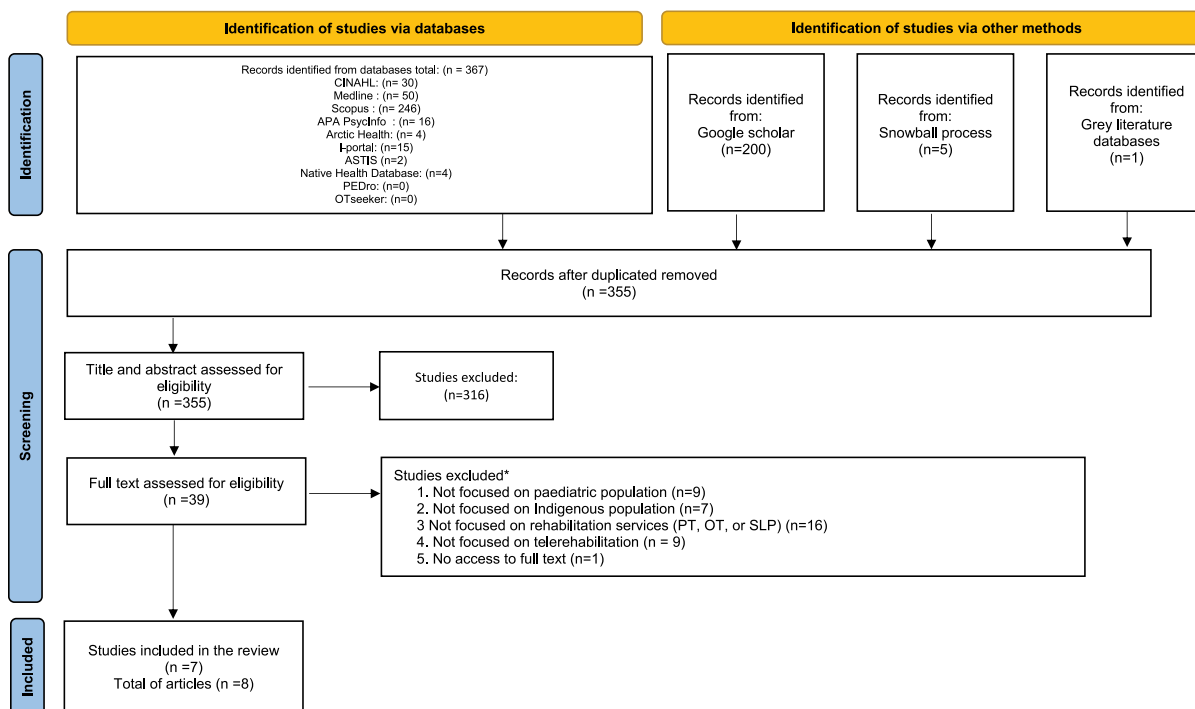 Identification of studies via databases
Identification of studies via other methods
Identification
Records identified from databases total: (n = 367)
CINAHL: (n= 30)
Medline : (n= 50)
Scopus : (n= 246)
APA PsycInfo : (n= 16)
Arctic Health: (n= 4)
I-portal: (n=15)
ASTIS (n=2)
Native Health Database: (n=4)
PEDro: (n=0)
OTseeker: (n=0)
Records identified
from:
Google scholar
(n=200)
Records identified
from:
Snowball process
(n=5)
Records identified
from:
Grey literature
databases
(n=1)
Screening
Records after duplicated removed
(n =355)
Title and abstract assessed for
eligibility
(n =355)
Studies excluded:
(n=316)
Full text assessed for eligibility
(n =39)
Studies excluded*
1. Not focused on paediatric population (n=9)
2. Not focused on Indigenous population (n=7)
3 Not focused on rehabilitation services (PT, OT, or SLP) (n=16)
4. Not focused on telerehabilitation (n = 9)
5. No access to full text (n=1)
Included
Studies included in the review
(n =7)
Total of articles (n =8)